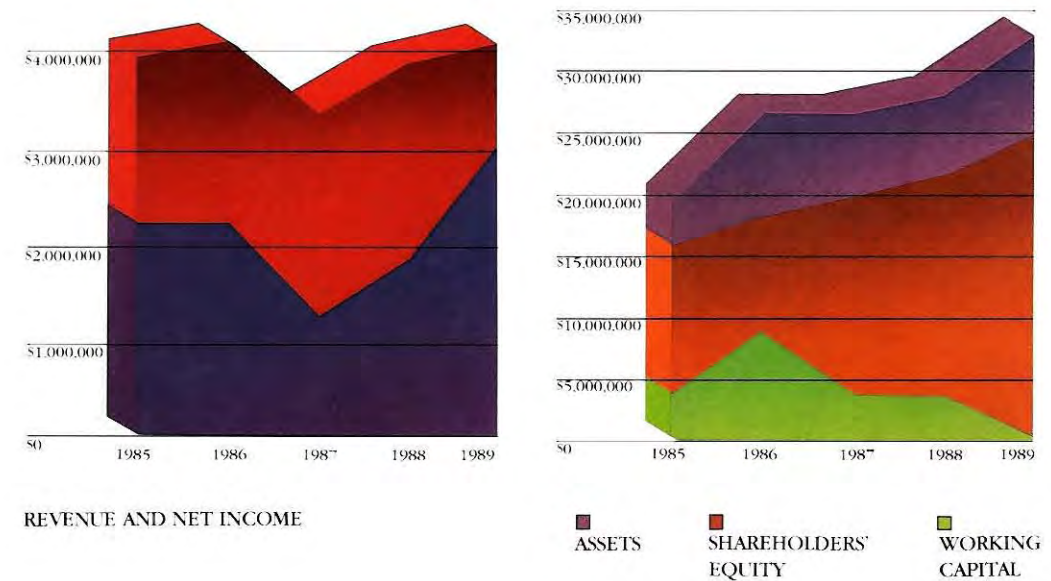 $4,000,000
$3,000,000
$2,000,000
$1,000,000
$0
1985 1986 1987 1988 1989
REVENUE AND NET INCOME
$35,000,000
$30,000,000
$25,000,000
$20,000,000
$15,000,000
$10,000,000
$5,000,000
$0
1985 1986 1987 1988 1989
ASSETS
SHAREHOLDERS'
EQUITY
WORKING
CAPITAL